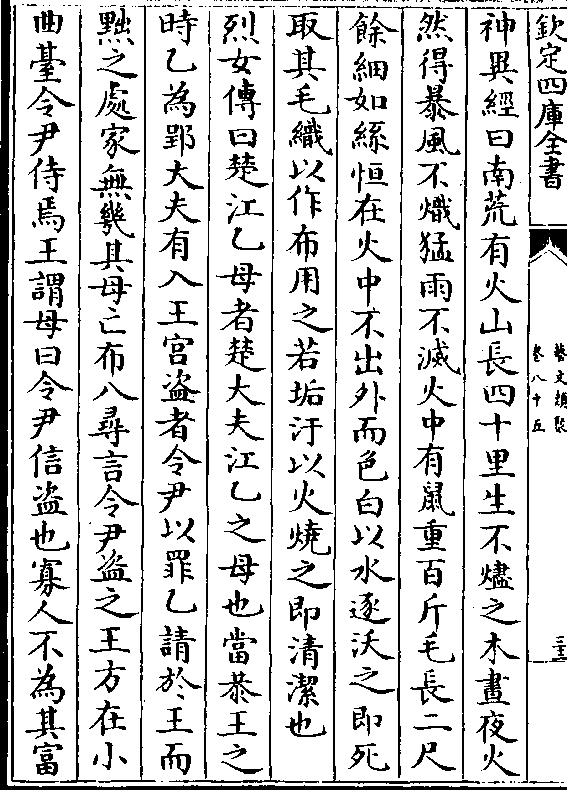 欽定四庫全書
藝文類聚
卷八十五
三十三
神異經曰南荒有火山長四十里生不燼之木晝夜火
然得暴風不熾猛雨不滅火中有䑕重百斤毛長二尺
餘細如絲恒在火中不出外而色白以水逐沃之即死
取其毛織以作布用之若垢汙以火燒之即清潔也
烈女傳曰楚江乙母者楚大夫江乙之母也當恭王之
時乙為郢大夫有入王宮盜者令尹以罪乙請於王而
黜之處家無幾其母亡布八尋言令尹盜之王方在小
曲臺令尹侍焉王謂母曰令尹信盜也寡人不為其富